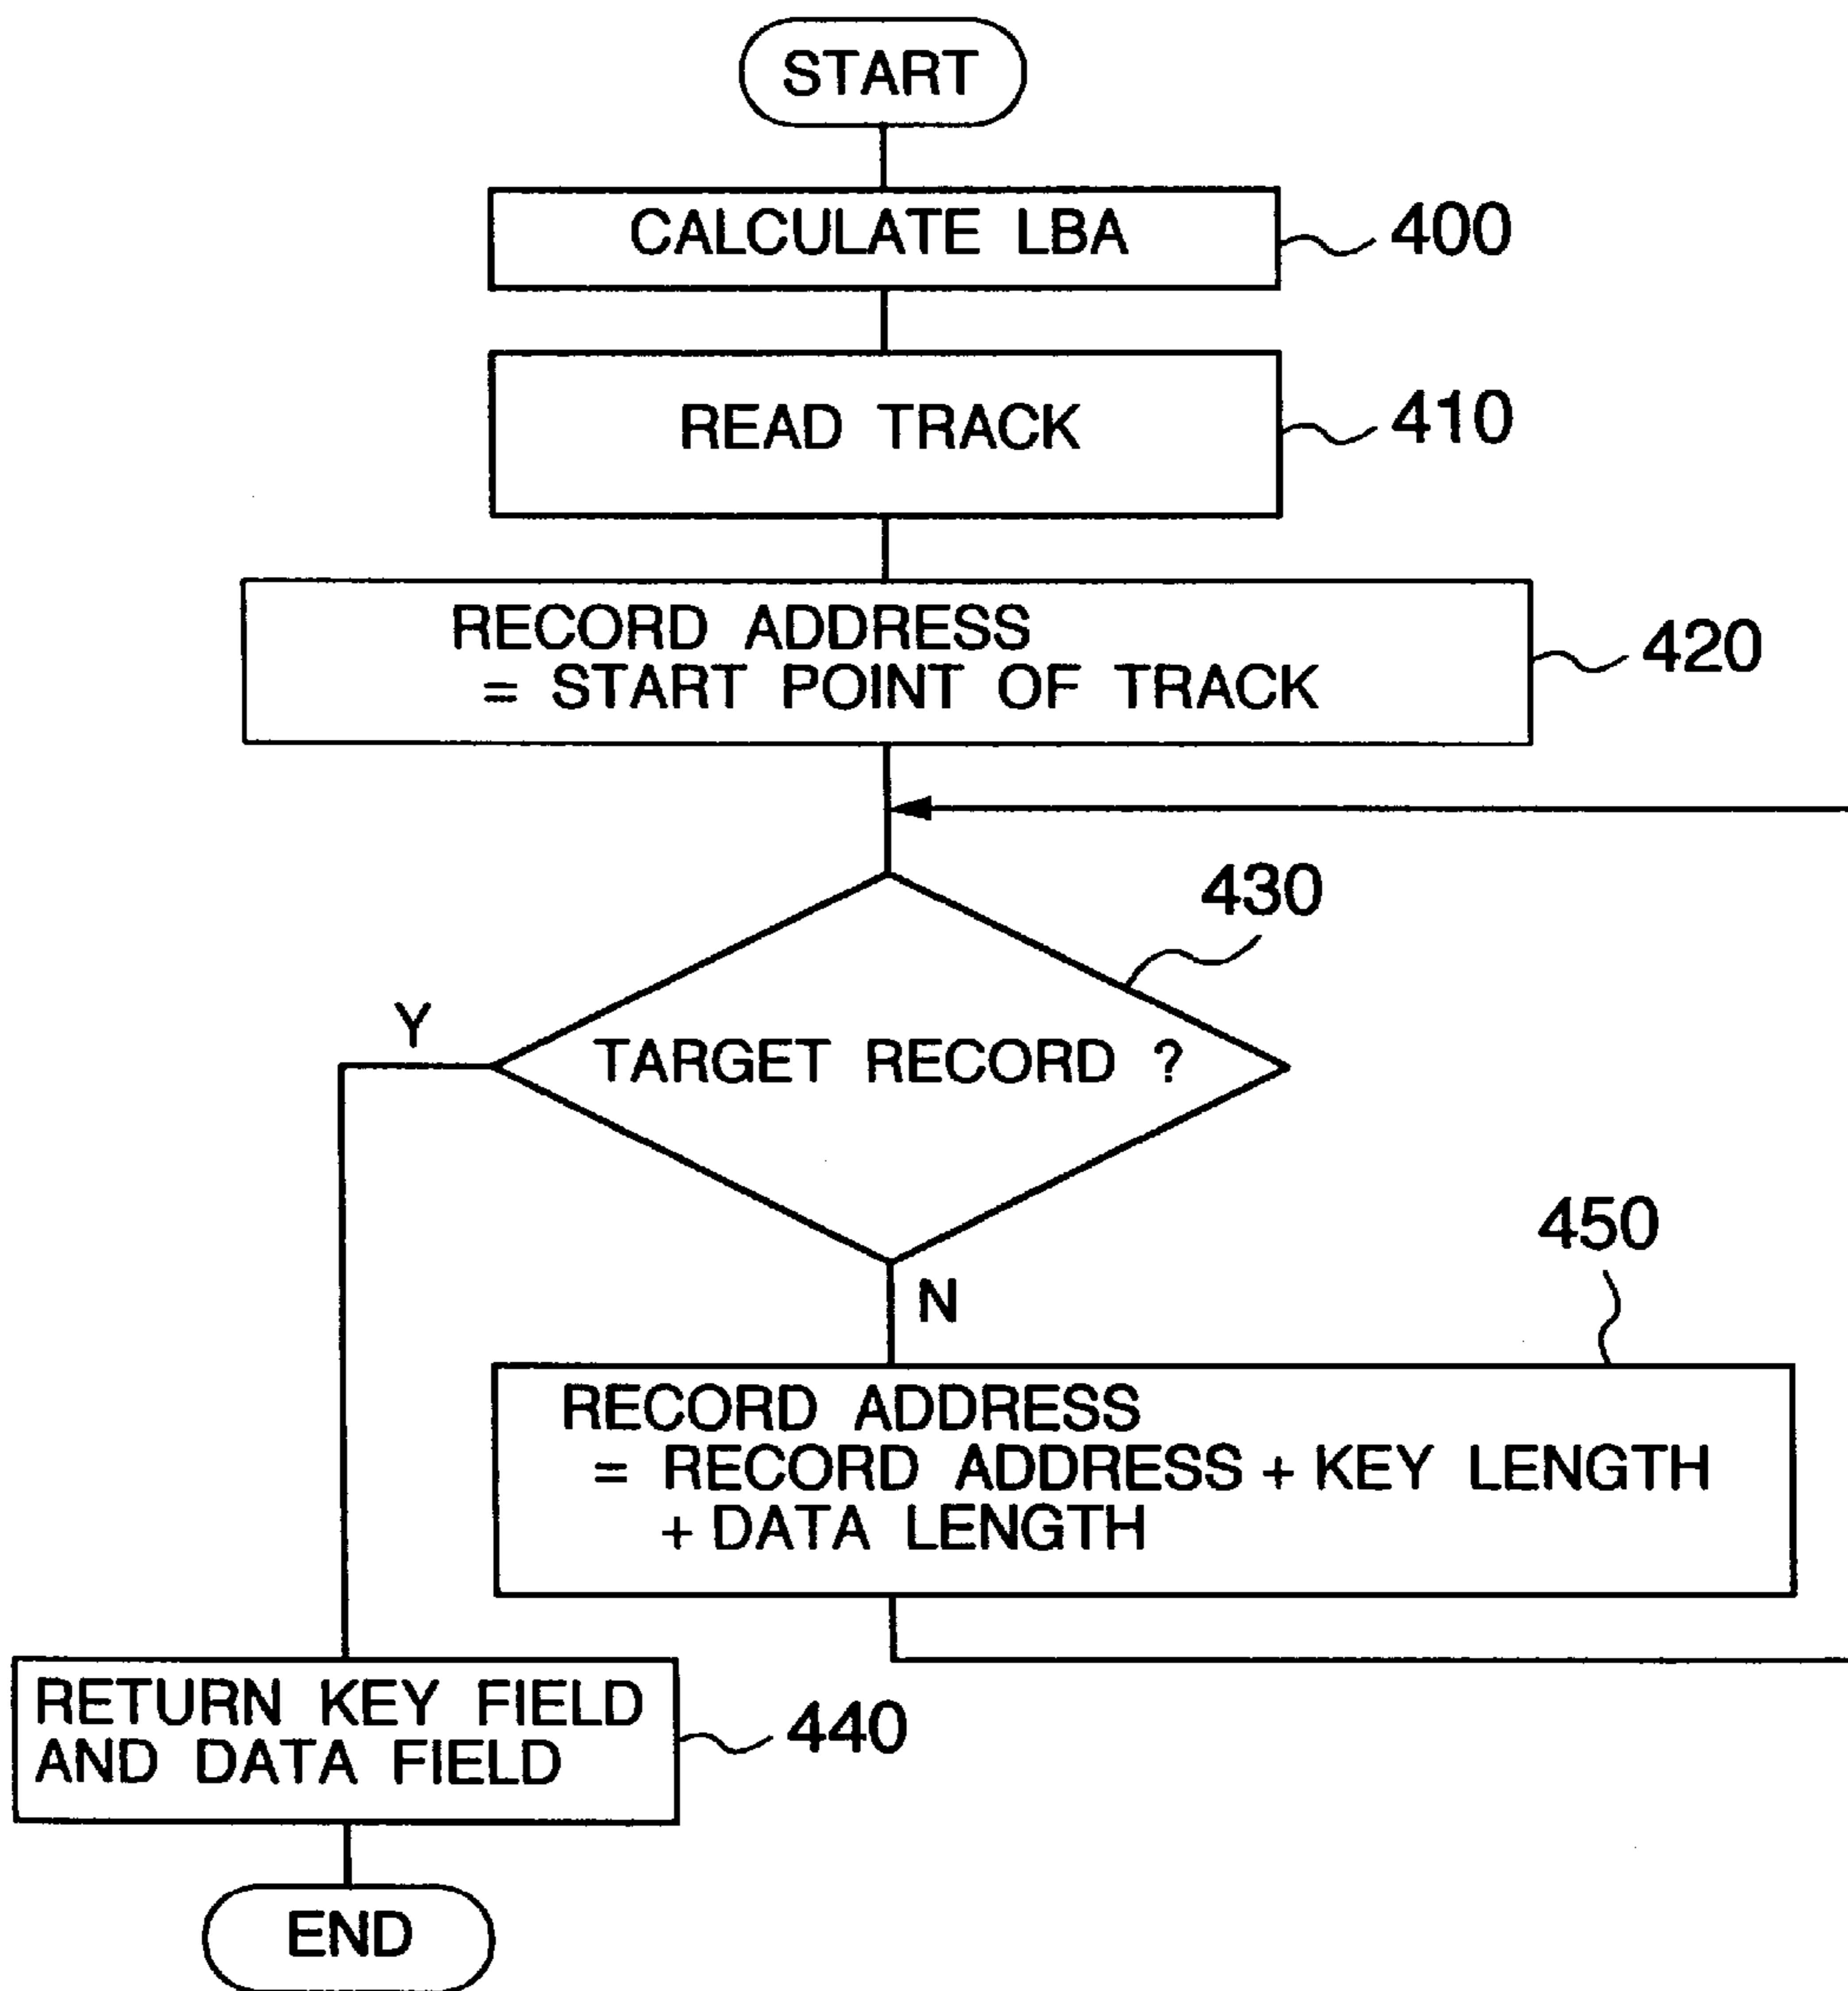 START
CALCULATE LBA
400
READ TRACK
410
RECORD ADDRESS
= START POINT OF TRACK
420
430
Y
TARGET RECORD ?
N
450
RECORD ADDRESS
= RECORD ADDRESS + KEY LENGTH
+ DATA LENGTH
RETURN KEY FIELD
AND DATA FIELD
440
END